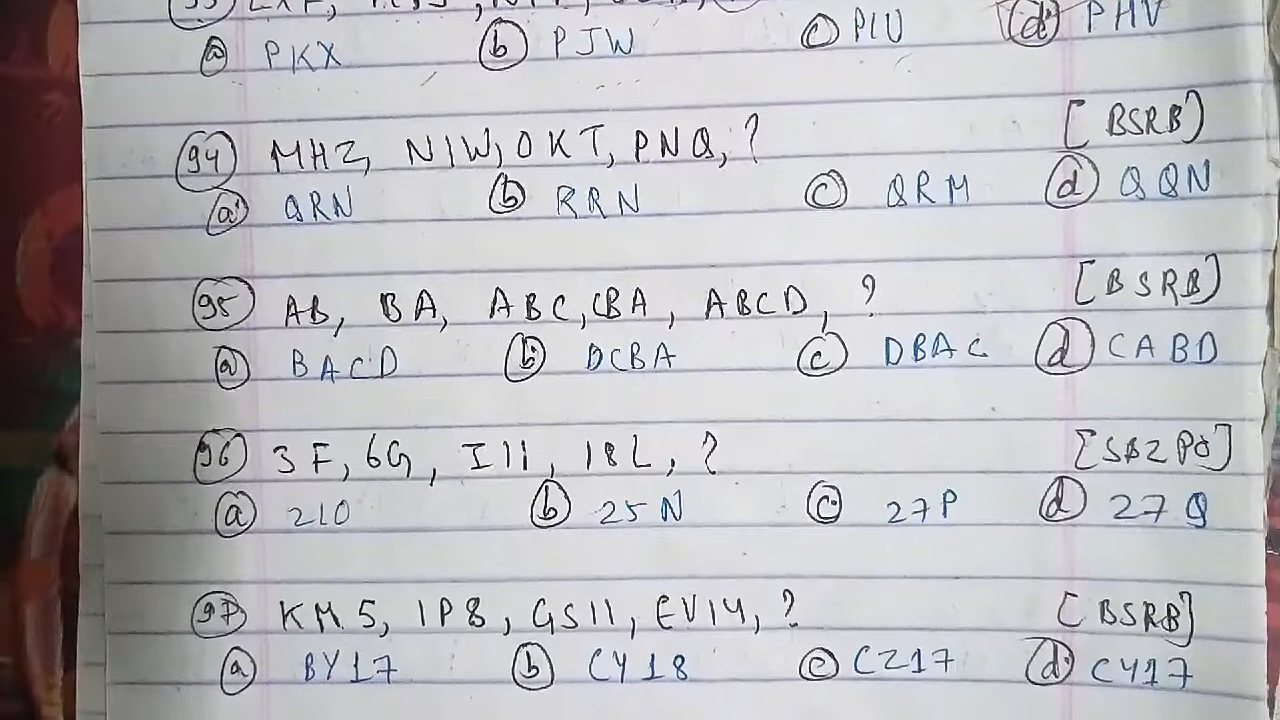 (a) PKX (b) PJW (c) PIU (d) PHV
(94) MHZ, NIW, OKT, PNQ, ? [BSRB]
(a) QRN (b) RRN (c) QRM (d) QQN
(95) AB, BA, ABC, CBA, ABCD, ? [BSRB]
(a) BACD (b) DCBA (c) DBAC (d) CABD
(96) 3F, 6G, I11, 18L, ?
(a) 21O (b) 25N (c) 27P (d) 27Q
(97) KM5, IP8, GS11, EV14, ? [BSRB]
(a) BY17 (b) CY18 (c) CZ17 (d) CY17